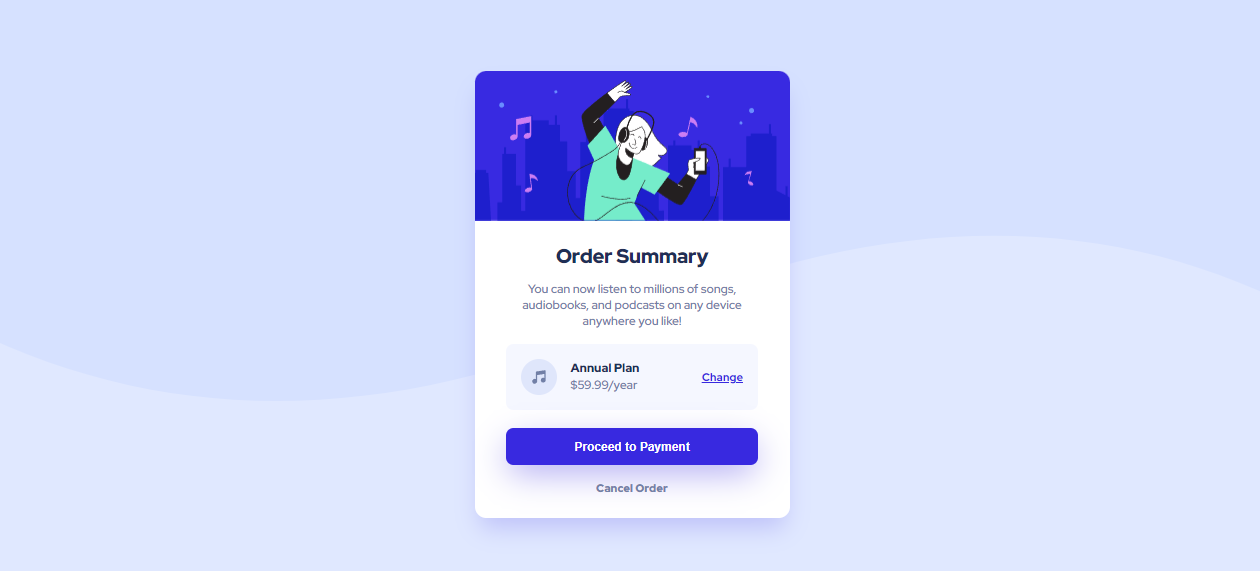 Order Summary
You can now listen to millions of songs,
audiobooks, and podcasts on any device
anywhere you like!
Annual Plan
$59.99/year
Change
Proceed to Payment
Cancel Order